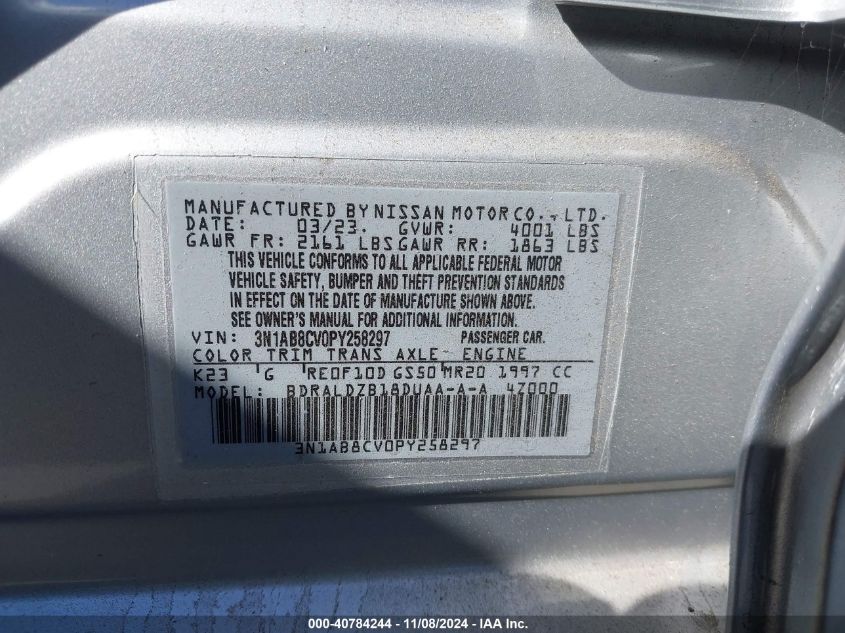 MANUFACTURED BY NISSAN MOTOR CO., LTD.
DATE: 03/23. GVWR: 4001 LBS
GAWR FR: 2161 LBS GAWR RR: 1863 LBS
THIS VEHICLE CONFORMS TO ALL APPLICABLE FEDERAL MOTOR
VEHICLE SAFETY, BUMPER AND THEFT PREVENTION STANDARDS
IN EFFECT ON THE DATE OF MANUFACTURE SHOWN ABOVE.
SEE OWNER'S MANUAL FOR ADDITIONAL INFORMATION.
VIN: 3N1AB8CV0PY258297 PASSENGER CAR.
COLOR TRIM TRANS AXLE ENGINE
K23 G RE0F10D GS50 MR20 1997 CC
MODEL: BDRALDZB18DUAA-A-A 4Z000
3N1AB8CV0PY258297
000-40784244 - 11/08/2024 - IAA Inc.